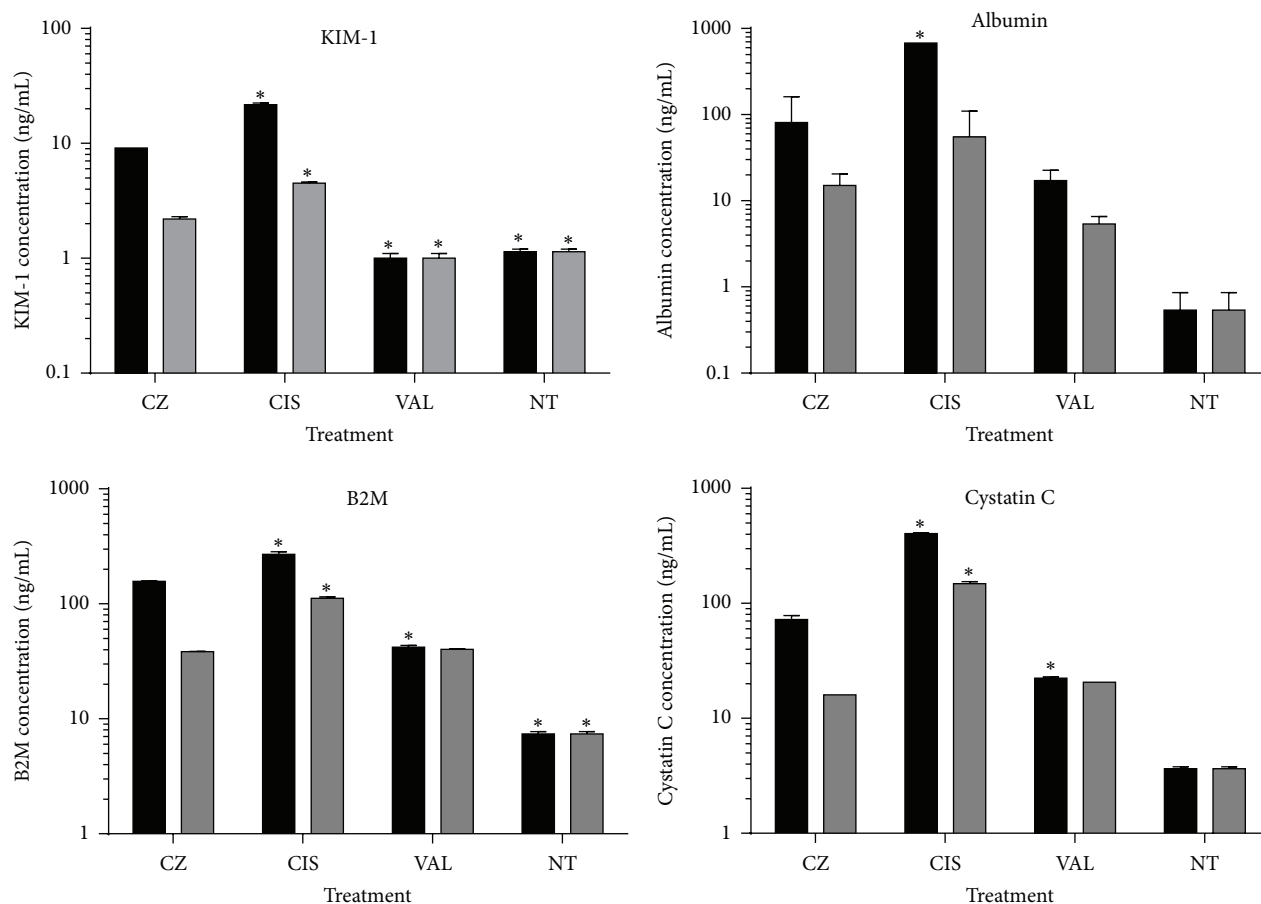 KIM-1
KIM-1 concentration (ng/mL)
100
10
1
0.1
* * * * * *
CZ CIS VAL NT
Treatment
Albumin
Albumin concentration (ng/mL)
1000
100
10
1
0.1
*
CZ CIS VAL NT
Treatment
B2M
B2M concentration (ng/mL)
1000
100
10
1
* * * * *
CZ CIS VAL NT
Treatment
Cystatin C
Cystatin C concentration (ng/mL)
1000
100
10
1
* * *
CZ CIS VAL NT
Treatment